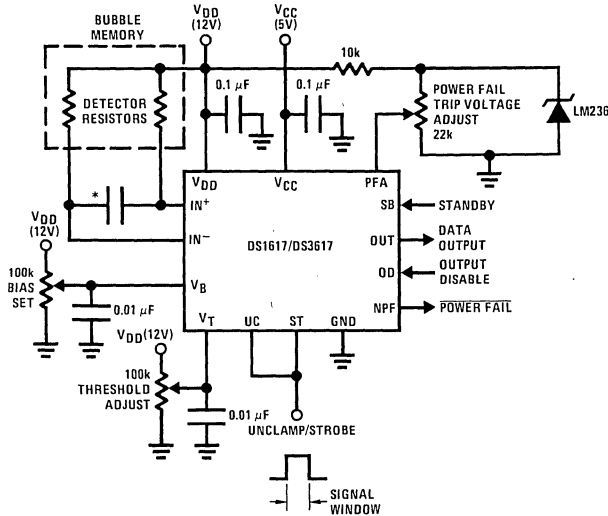 BUBBLE
MEMORY
VDD
(12V)
VCC
(5V)
10k
DETECTOR
RESISTORS
0.1 μF
0.1 μF
POWER FAIL
TRIP VOLTAGE
ADJUST
22k
LM236
*
VDD
VCC
PFA
IN+
IN−
VB
VT
UC
ST
GND
SB
OUT
OD
NPF
DS1617/DS3617
STANDBY
DATA
OUTPUT
OUTPUT
DISABLE
POWER FAIL
VDD
(12V)
100k
BIAS
SET
0.01 μF
VDD (12V)
100k
THRESHOLD
ADJUST
0.01 μF
UNCLAMP/STROBE
SIGNAL
WINDOW